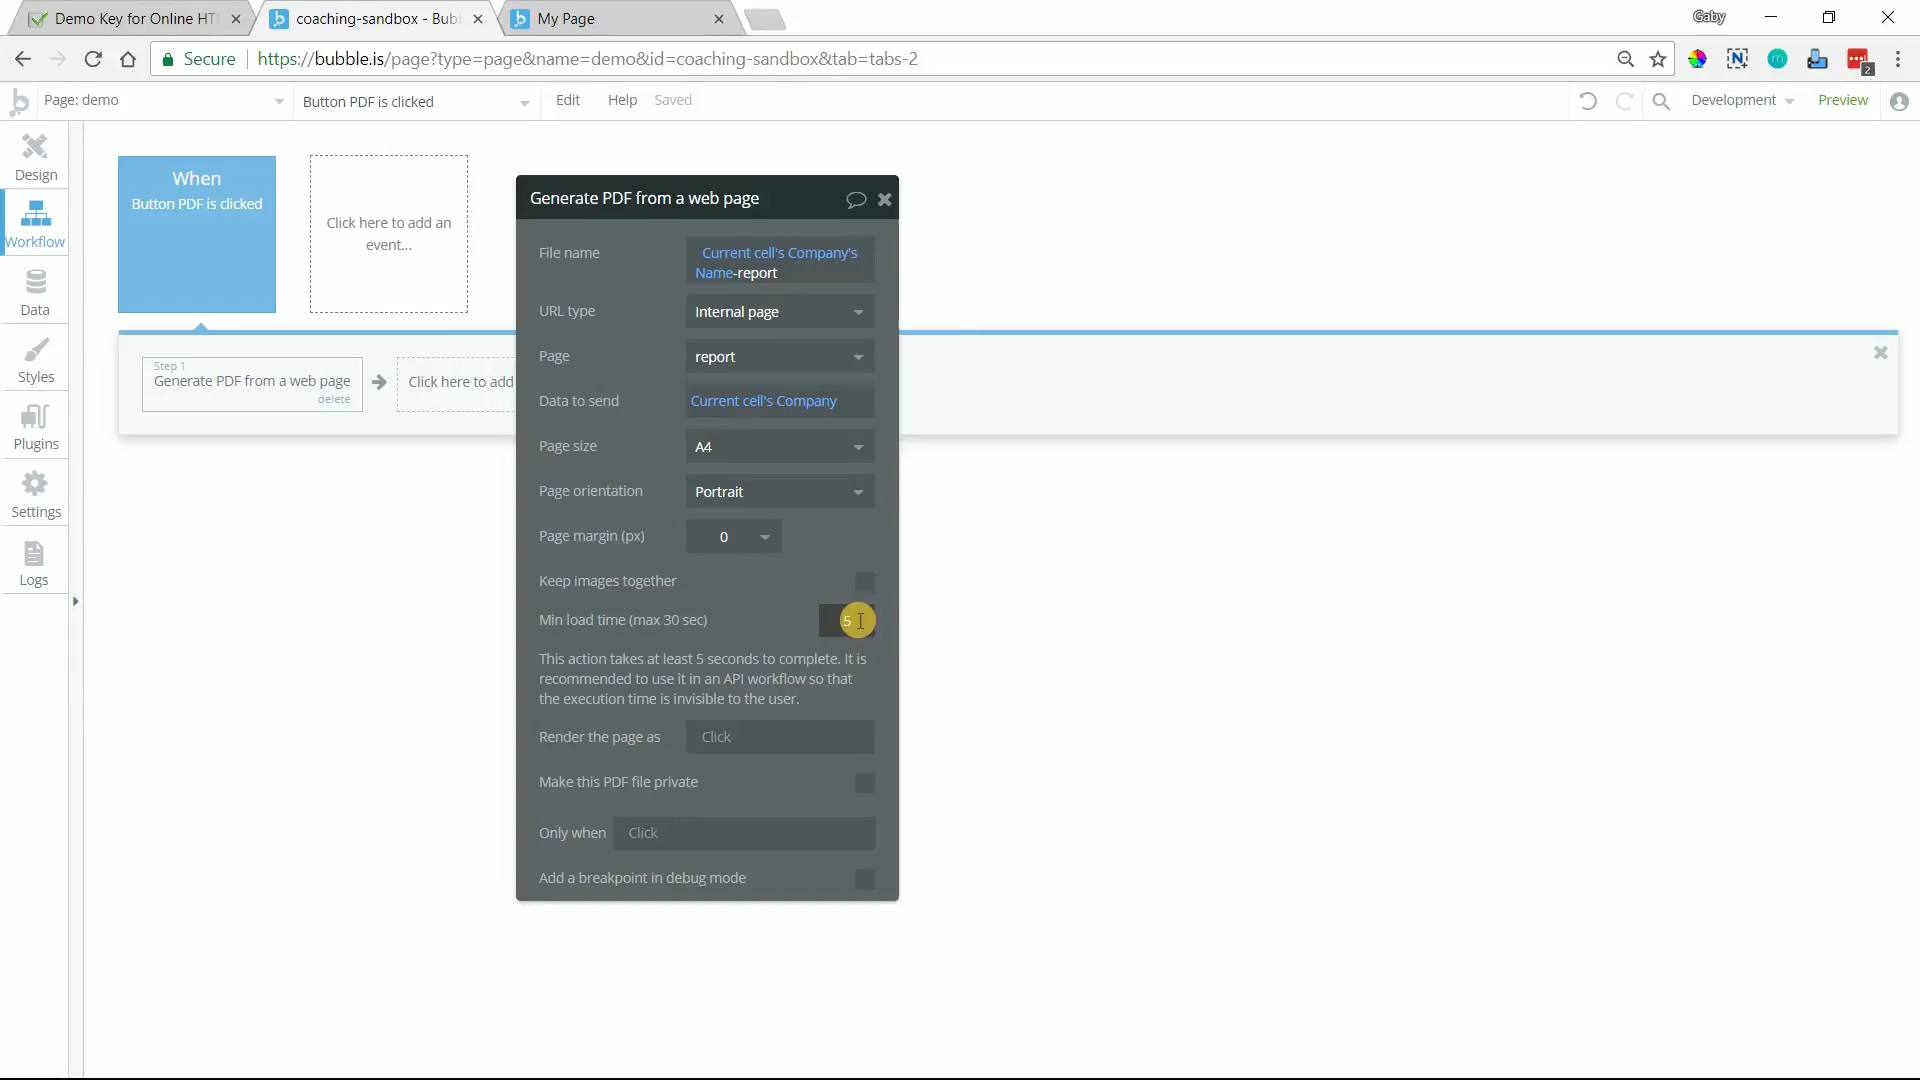 Demo Key for Online HT
coaching-sandbox - Bub
My Page
Gaby
Secure
https://bubble.is/page?type=page&name=demo&id=coaching-sandbox&tab=tabs-2
2
Page: demo
Button PDF is clicked
Edit
Help
Saved
Development
Preview
Design
Workflow
Data
Styles
Plugins
Settings
Logs
When
Button PDF is clicked
Click here to add an
event...
Step 1
Generate PDF from a web page
delete
Click here to add
Generate PDF from a web page
File name
Current cell's Company's
Name-report
URL type
Internal page
Page
report
Data to send
Current cell's Company
Page size
A4
Page orientation
Portrait
Page margin (px)
0
Keep images together
Min load time (max 30 sec)
5
This action takes at least 5 seconds to complete. It is
recommended to use it in an API workflow so that
the execution time is invisible to the user.
Render the page as
Click
Make this PDF file private
Only when
Click
Add a breakpoint in debug mode